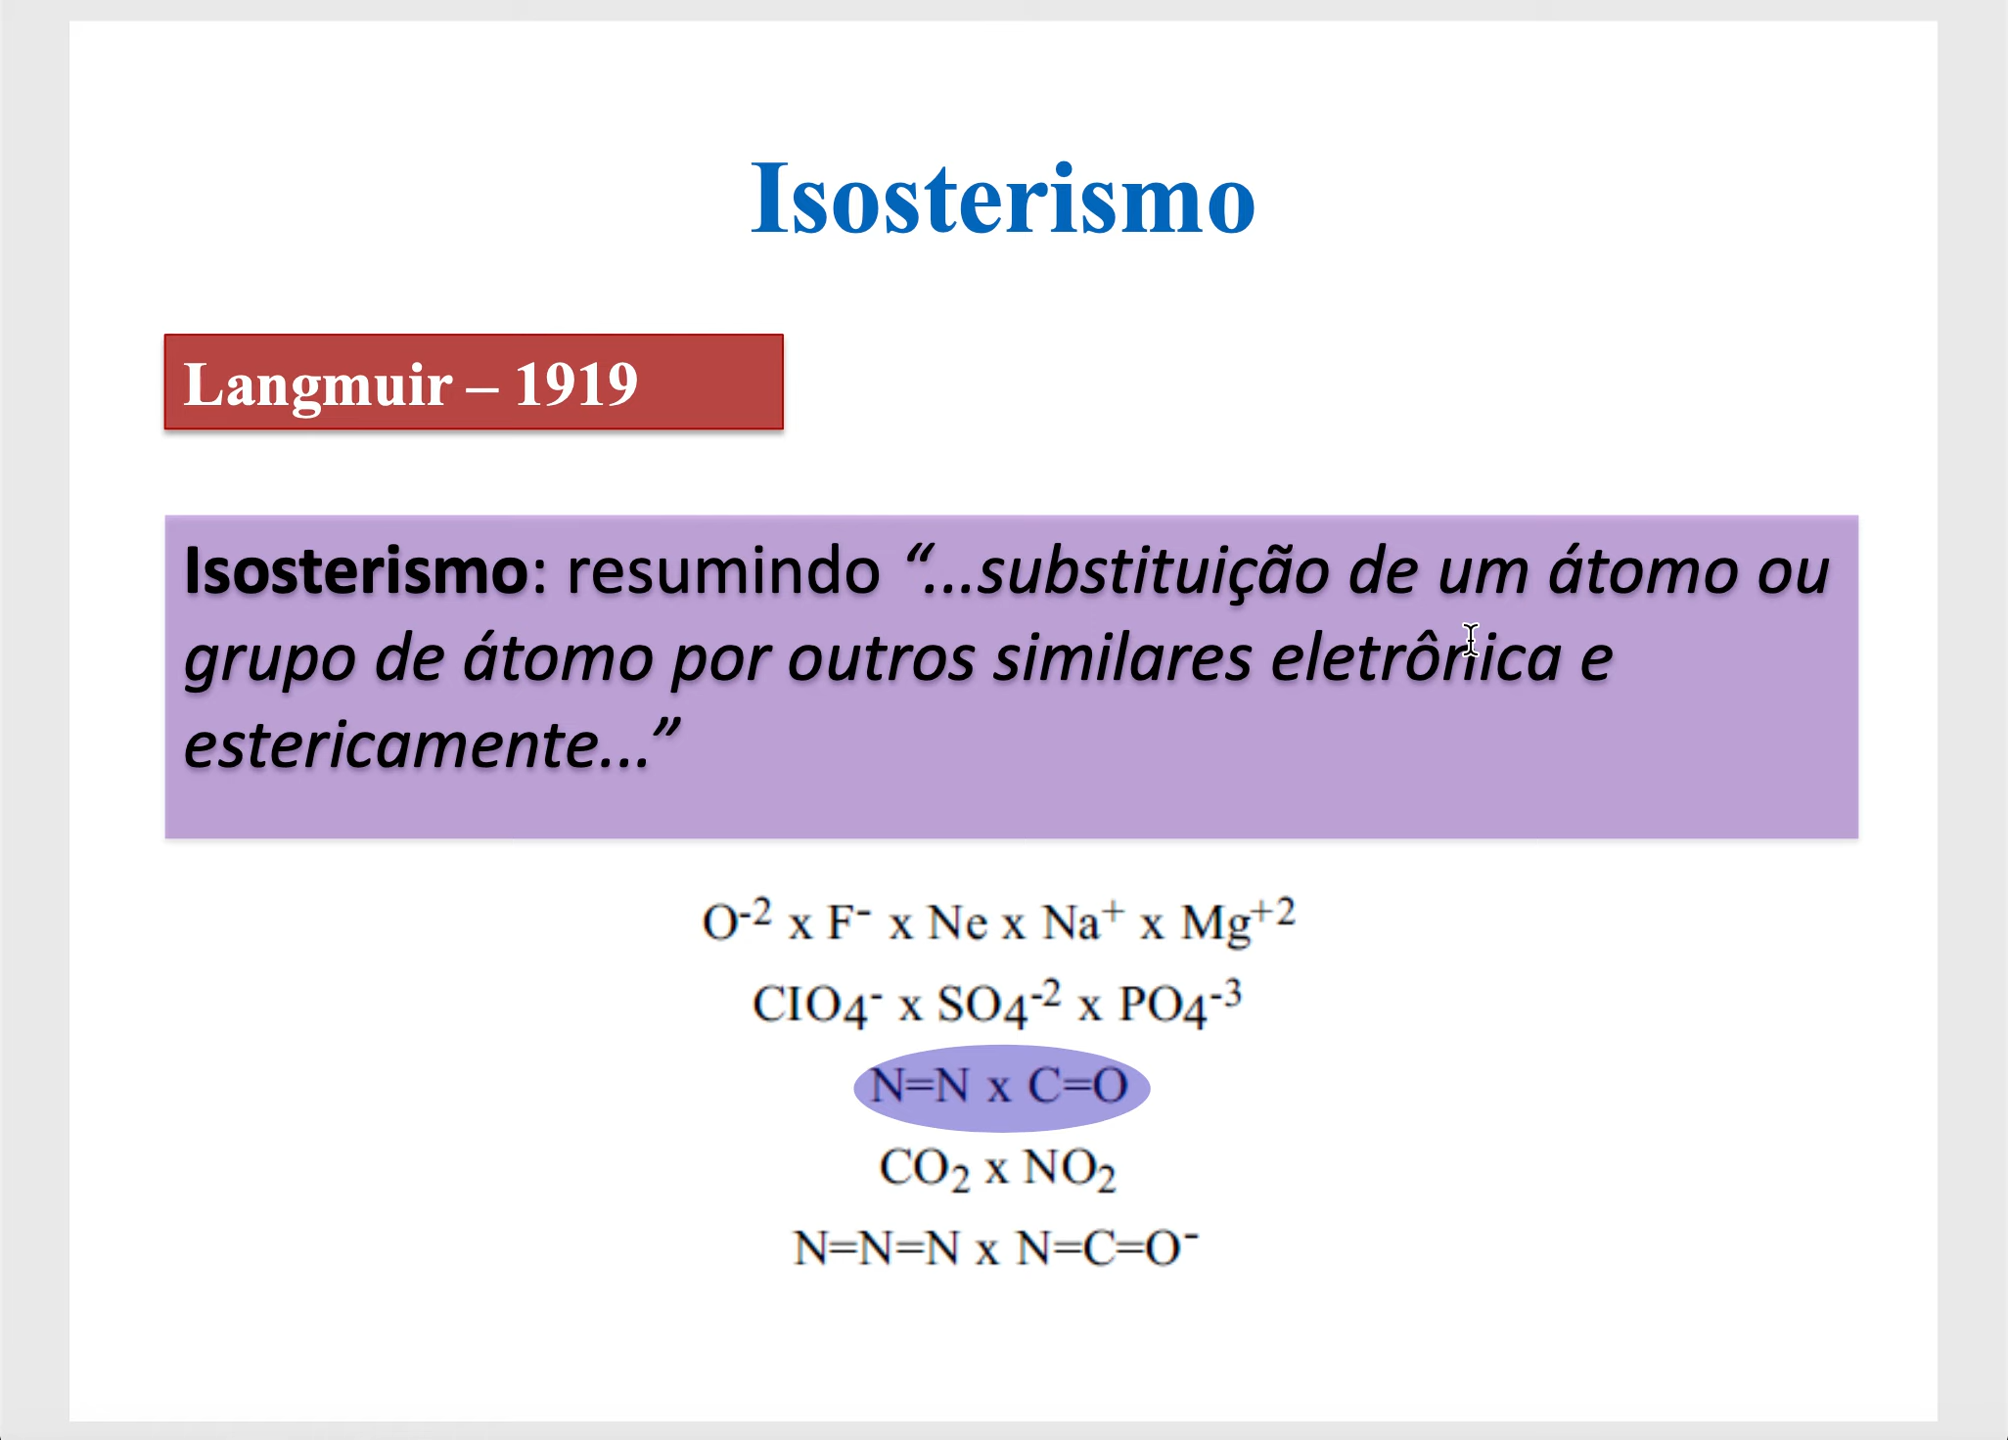 Isosterismo
Langmuir – 1919
Isosterismo: resumindo “...substituição de um átomo ou
grupo de átomo por outros similares eletrônica e
estericamente...”
O⁻² x F⁻ x Ne x Na⁺ x Mg⁺²
ClO₄⁻ x SO₄⁻² x PO₄⁻³
N=N x C=O
CO₂ x NO₂
N=N=N x N=C=O⁻